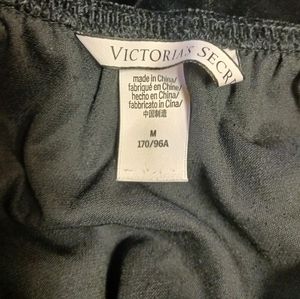 VICTORIA'S SECRE
made in China/
fabriqué en Chine/
hecho en China/
fabbricato in Cina/
中国制造
M
170/96A